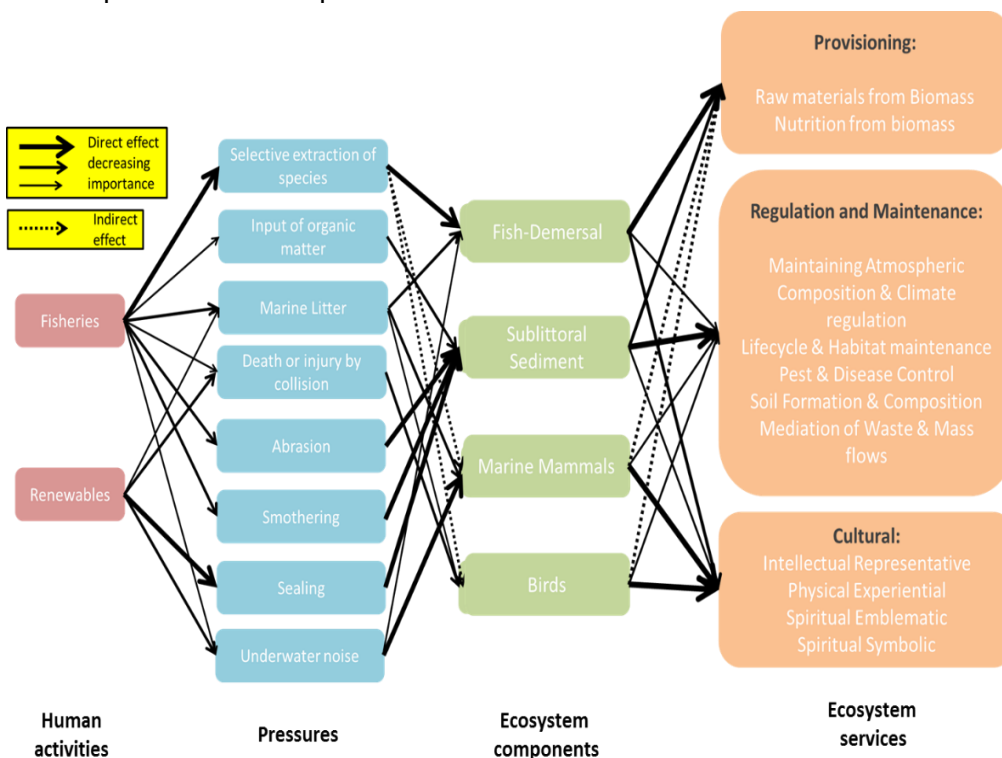 Direct effect
decreasing
importance
Indirect
effect
Fisheries
Renewables
Selective extraction of
species
Input of organic
matter
Marine Litter
Death or injury by
collision
Abrasion
Smothering
Sealing
Underwater noise
Fish-Demersal
Sublittoral
Sediment
Marine Mammals
Birds
Provisioning:
Raw materials from Biomass
Nutrition from biomass
Regulation and Maintenance:
Maintaining Atmospheric
Composition & Climate
regulation
Lifecycle & Habitat maintenance
Pest & Disease Control
Soil Formation & Composition
Mediation of Waste & Mass
flows
Cultural:
Intellectual Representative
Physical Experiential
Spiritual Emblematic
Spiritual Symbolic
Human
activities
Pressures
Ecosystem
components
Ecosystem
services